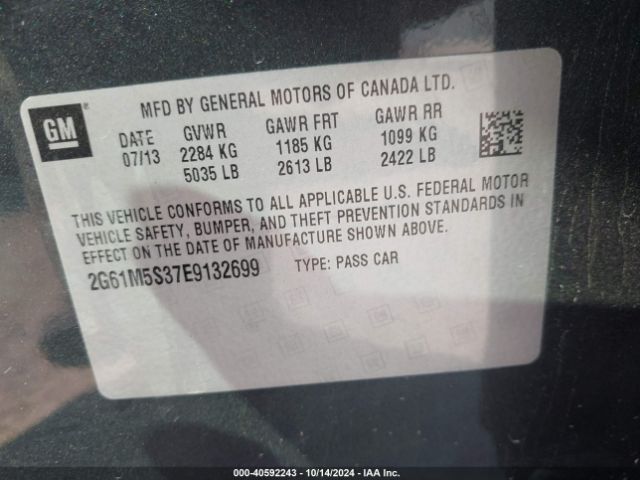 GM
MFD BY GENERAL MOTORS OF CANADA LTD.
DATE GVWR GAWR FRT GAWR RR
07/13 2284 KG 1185 KG 1099 KG
5035 LB 2613 LB 2422 LB
THIS VEHICLE CONFORMS TO ALL APPLICABLE U.S. FEDERAL MOTOR
VEHICLE SAFETY, BUMPER, AND THEFT PREVENTION STANDARDS IN
EFFECT ON THE DATE OF MANUFACTURE SHOWN ABOVE.
2G61M5S37E9132699 TYPE: PASS CAR
000-40592243 - 10/14/2024 - IAA Inc.